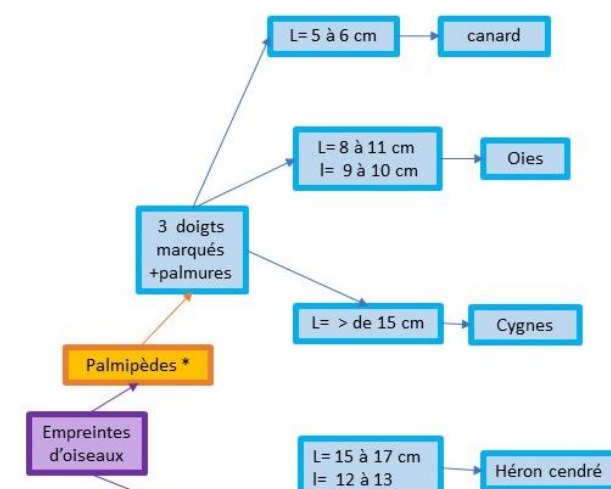 L= 5 à 6 cm
canard
L= 8 à 11 cm
l= 9 à 10 cm
Oies
3 doigts
marqués
+palmures
L= > de 15 cm
Cygnes
Palmipèdes *
Empreintes
d'oiseaux
L= 15 à 17 cm
l= 12 à 13
Héron cendré